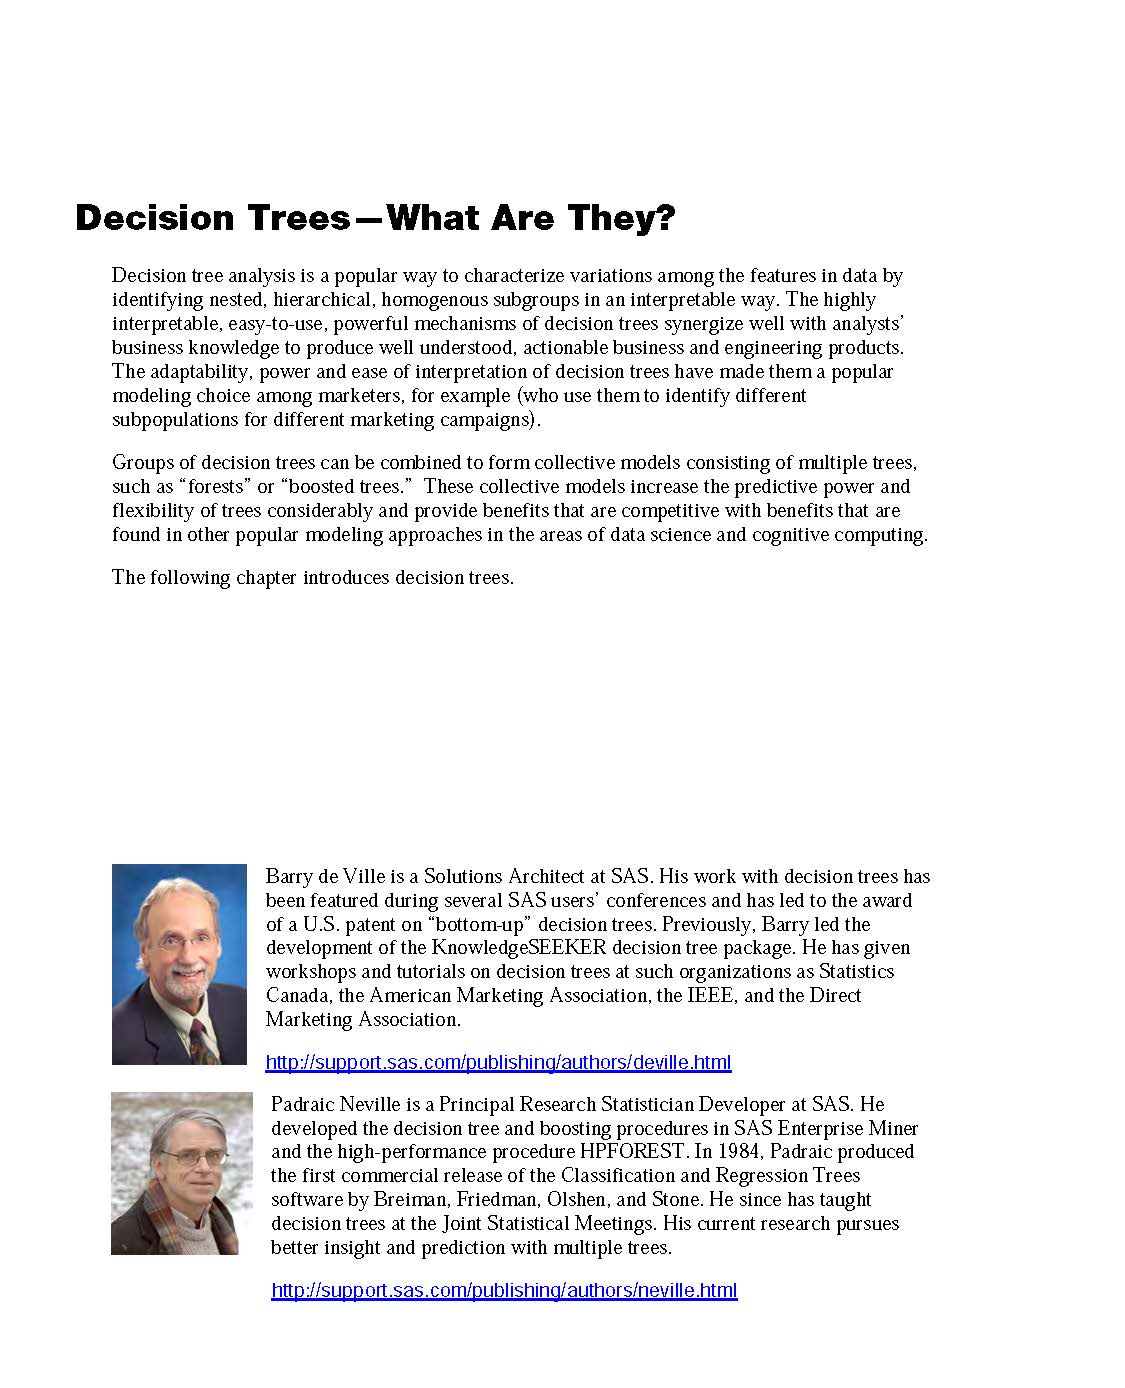 Decision Trees—What Are They?
Decision tree analysis is a popular way to characterize variations among the features in data by
identifying nested, hierarchical, homogenous subgroups in an interpretable way. The highly
interpretable, easy-to-use, powerful mechanisms of decision trees synergize well with analysts’
business knowledge to produce well understood, actionable business and engineering products.
The adaptability, power and ease of interpretation of decision trees have made them a popular
modeling choice among marketers, for example (who use them to identify different
subpopulations for different marketing campaigns).
Groups of decision trees can be combined to form collective models consisting of multiple trees,
such as “forests” or “boosted trees.”  These collective models increase the predictive power and
flexibility of trees considerably and provide benefits that are competitive with benefits that are
found in other popular modeling approaches in the areas of data science and cognitive computing.
The following chapter introduces decision trees.
Barry de Ville is a Solutions Architect at SAS. His work with decision trees has
been featured during several SAS users’ conferences and has led to the award
of a U.S. patent on “bottom-up” decision trees. Previously, Barry led the
development of the KnowledgeSEEKER decision tree package. He has given
workshops and tutorials on decision trees at such organizations as Statistics
Canada, the American Marketing Association, the IEEE, and the Direct
Marketing Association.
http://support.sas.com/publishing/authors/deville.html
Padraic Neville is a Principal Research Statistician Developer at SAS. He
developed the decision tree and boosting procedures in SAS Enterprise Miner
and the high-performance procedure HPFOREST. In 1984, Padraic produced
the first commercial release of the Classification and Regression Trees
software by Breiman, Friedman, Olshen, and Stone. He since has taught
decision trees at the Joint Statistical Meetings. His current research pursues
better insight and prediction with multiple trees.
http://support.sas.com/publishing/authors/neville.html